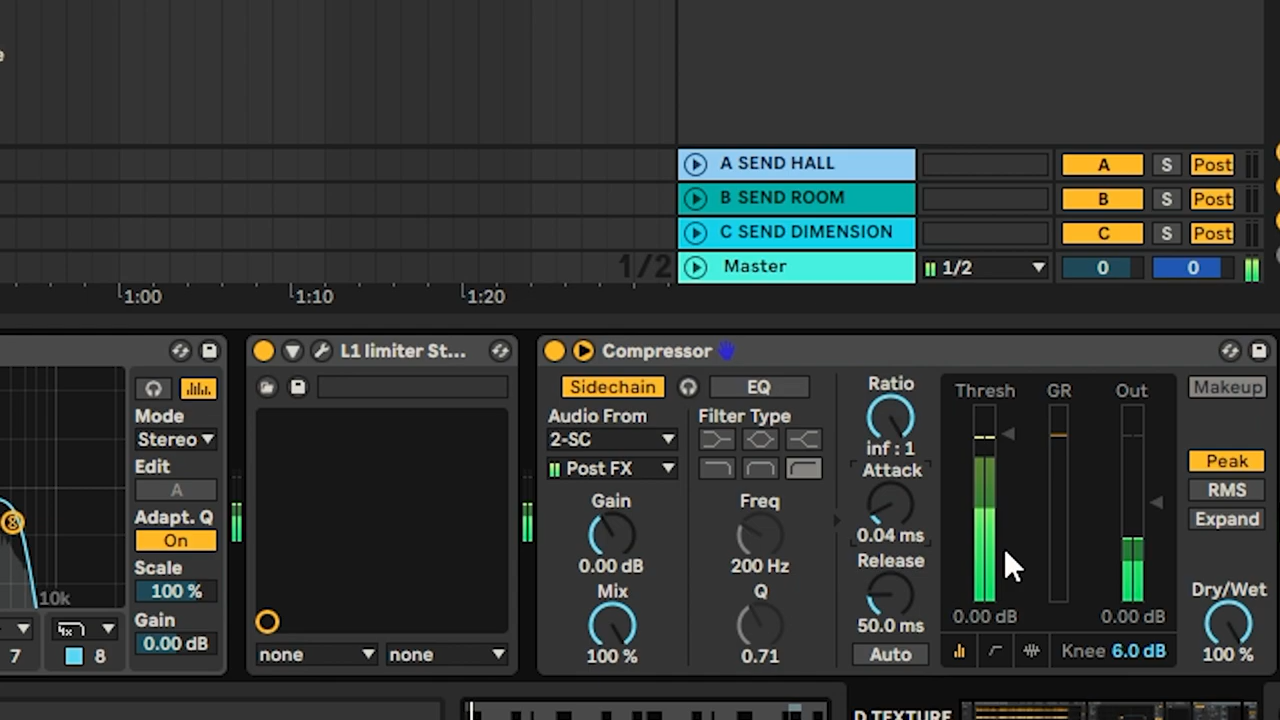 e
A SEND HALL A S Post
B SEND ROOM B S Post
C SEND DIMENSION C S Post
1/2 Master 1/2 0 0
1:00 1:10 1:20
L1 limiter St...
Compressor
Mode
Stereo
Edit
A
Adapt. Q
On
Scale
100 %
Gain
0.00 dB
10k
7
4x
8
8
none none
Sidechain EQ
Audio From
2-SC
Post FX
Gain
0.00 dB
Mix
100 %
Filter Type
Freq
200 Hz
Q
0.71
Ratio
inf : 1
Attack
0.04 ms
Release
50.0 ms
Auto
Thresh GR Out
0.00 dB 0.00 dB
Knee 6.0 dB
Makeup
Peak
RMS
Expand
Dry/Wet
100 %
D TEXTURE